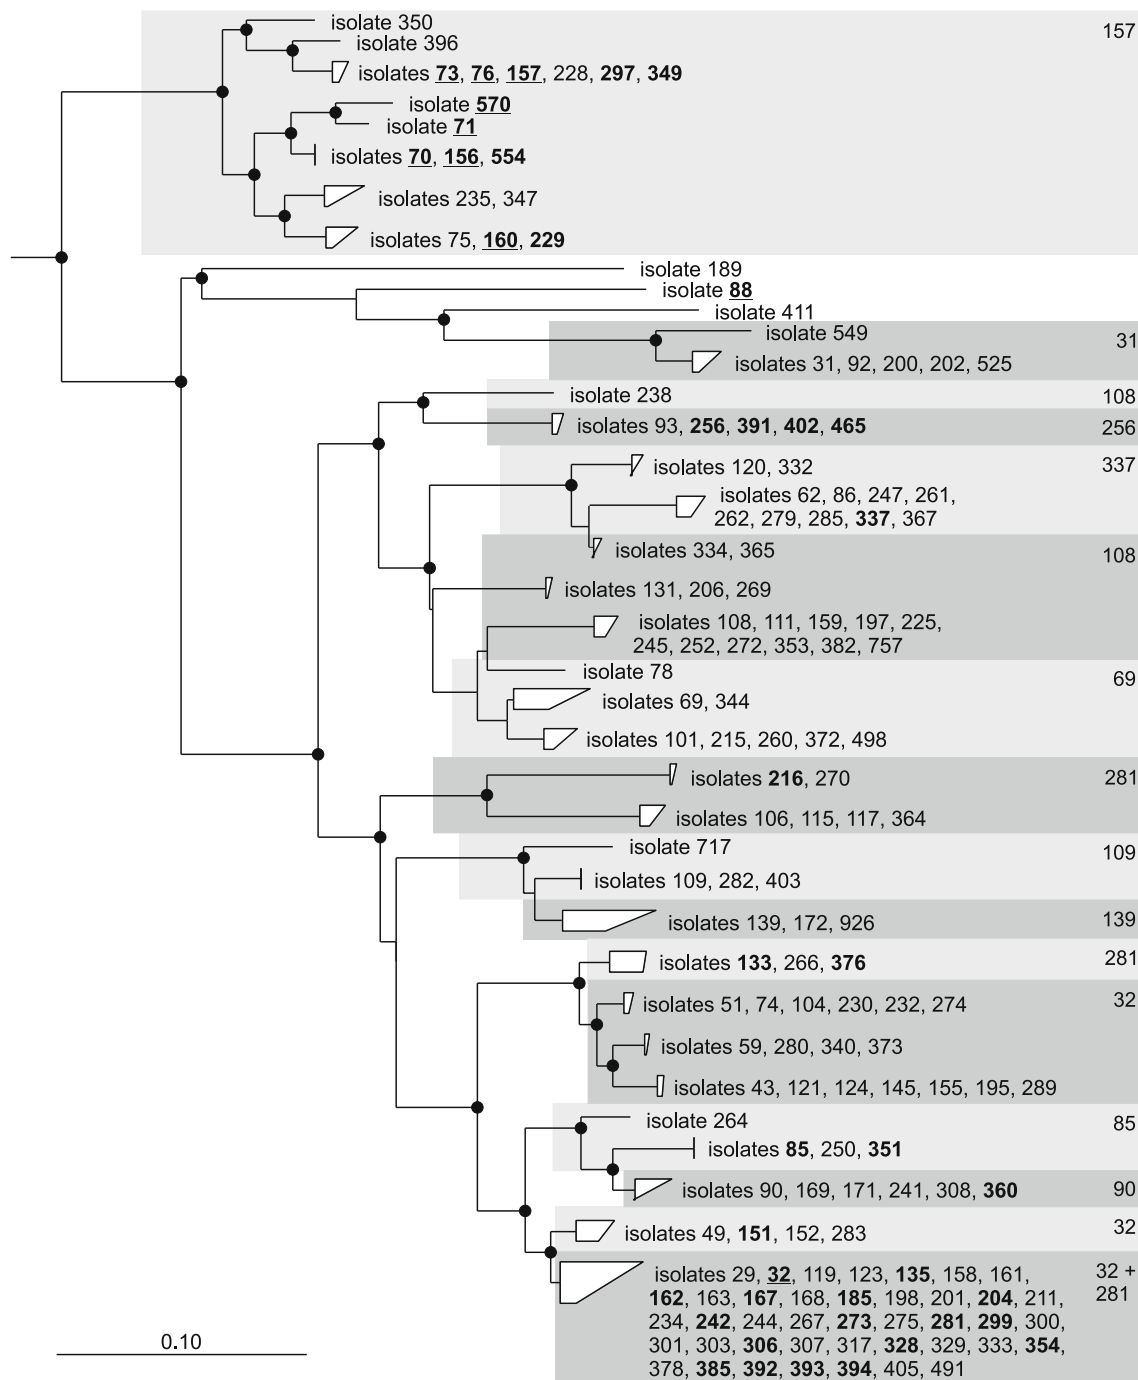 isolate 350
157
isolate 396
isolates 73, 76, 157, 228, 297, 349
isolate 570
isolate 71
isolates 70, 156, 554
isolates 235, 347
isolates 75, 160, 229
isolate 189
isolate 88
isolate 411
isolate 549
31
isolates 31, 92, 200, 202, 525
isolate 238
108
isolates 93, 256, 391, 402, 465
256
isolates 120, 332
337
isolates 62, 86, 247, 261,
262, 279, 285, 337, 367
isolates 334, 365
108
isolates 131, 206, 269
isolates 108, 111, 159, 197, 225,
245, 252, 272, 353, 382, 757
isolate 78
69
isolates 69, 344
isolates 101, 215, 260, 372, 498
isolates 216, 270
281
isolates 106, 115, 117, 364
isolate 717
109
isolates 109, 282, 403
isolates 139, 172, 926
139
isolates 133, 266, 376
281
isolates 51, 74, 104, 230, 232, 274
32
isolates 59, 280, 340, 373
isolates 43, 121, 124, 145, 155, 195, 289
isolate 264
85
isolates 85, 250, 351
isolates 90, 169, 171, 241, 308, 360
90
isolates 49, 151, 152, 283
32
isolates 29, 32, 119, 123, 135, 158, 161,
32 +
162, 163, 167, 168, 185, 198, 201, 204, 211,
281
234, 242, 244, 267, 273, 275, 281, 299, 300,
301, 303, 306, 307, 317, 328, 329, 333, 354,
378, 385, 392, 393, 394, 405, 491
0.10